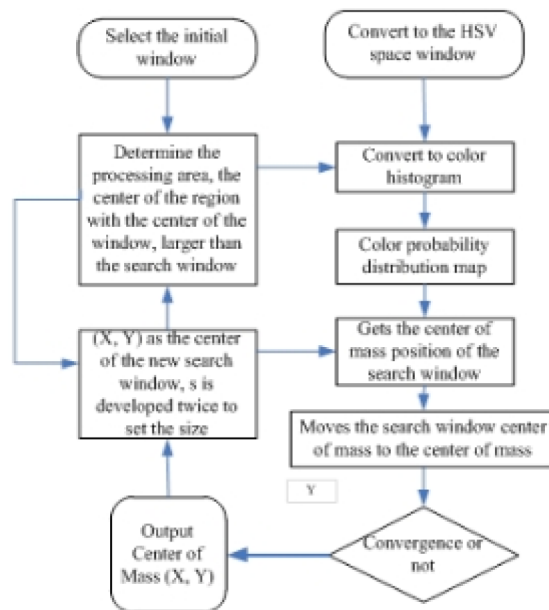 Select the initial
window
Convert to the HSV
space window
Determine the
processing area, the
center of the region
with the center of the
window, larger than
the search window
Convert to color
histogram
Color probability
distribution map
(X, Y) as the center
of the new search
window, s is
developed twice to
set the size
Gets the center of
mass position of the
search window
Moves the search window center
of mass to the center of mass
Y
Output
Center of
Mass (X, Y)
Convergence or
not